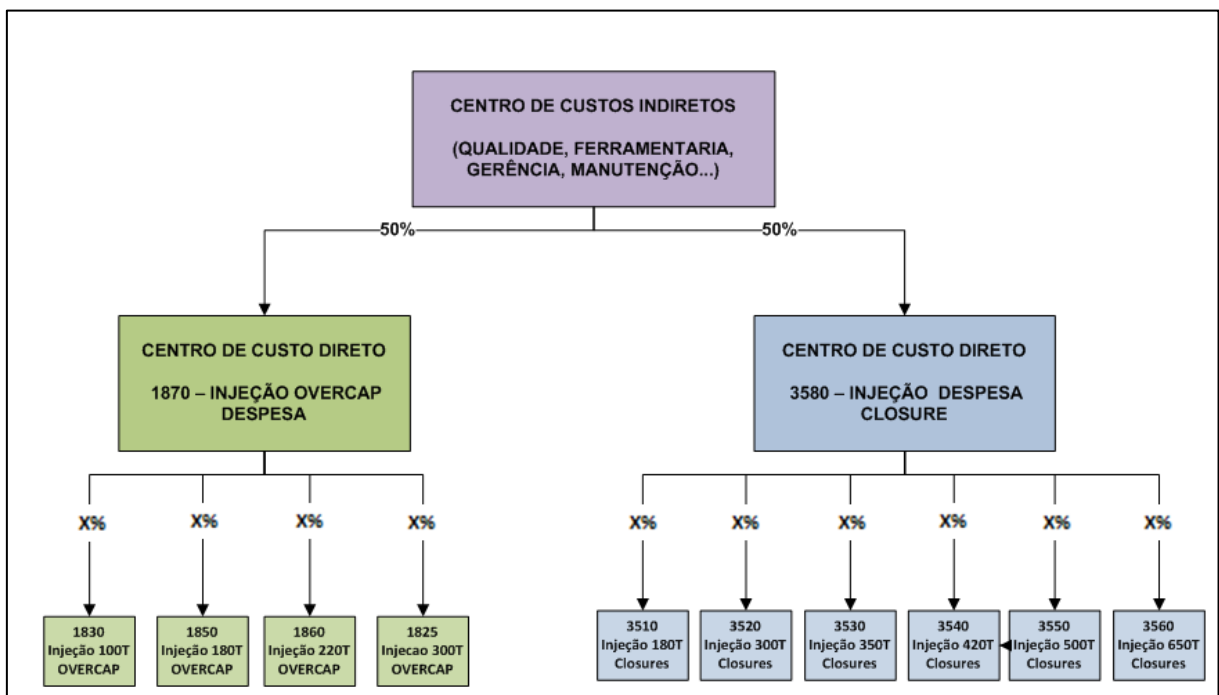 CENTRO DE CUSTOS INDIRETOS
(QUALIDADE, FERRAMENTARIA,
GERÊNCIA, MANUTENÇÃO...)
50%
50%
CENTRO DE CUSTO DIRETO
1870 – INJEÇÃO OVERCAP
DESPESA
CENTRO DE CUSTO DIRETO
3580 – INJEÇÃO DESPESA
CLOSURE
X%
X%
X%
X%
X%
X%
X%
X%
X%
X%
1830
Injeção 100T
OVERCAP
1850
Injeção 180T
OVERCAP
1860
Injeção 220T
OVERCAP
1825
Injecao 300T
OVERCAP
3510
Injeção 180T
Closures
3520
Injeção 300T
Closures
3530
Injeção 350T
Closures
3540
Injeção 420T
Closures
3550
Injeção 500T
Closures
3560
Injeção 650T
Closures